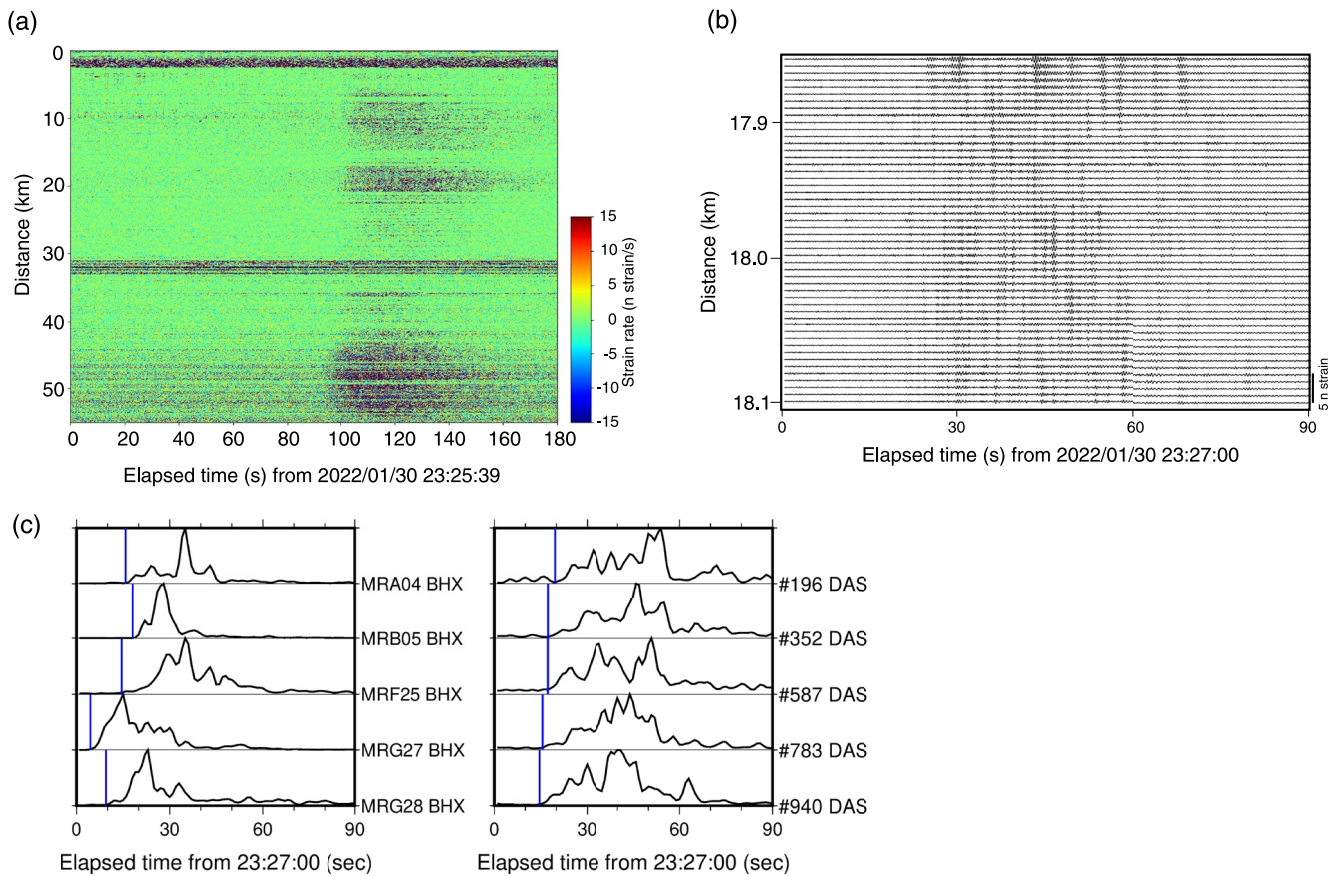 (a)
0
10
20
30
40
50
Distance (km)
0 20 40 60 80 100 120 140 160 180
Elapsed time (s) from 2022/01/30 23:25:39
15
10
5
0
-5
-10
-15
Strain rate (n strain/s)
(b)
17.9
18.0
18.1
Distance (km)
0 30 60 90
Elapsed time (s) from 2022/01/30 23:27:00
5 n strain
(c)
MRA04 BHX
MRB05 BHX
MRF25 BHX
MRG27 BHX
MRG28 BHX
0 30 60 90
Elapsed time from 23:27:00 (sec)
#196 DAS
#352 DAS
#587 DAS
#783 DAS
#940 DAS
0 30 60 90
Elapsed time from 23:27:00 (sec)